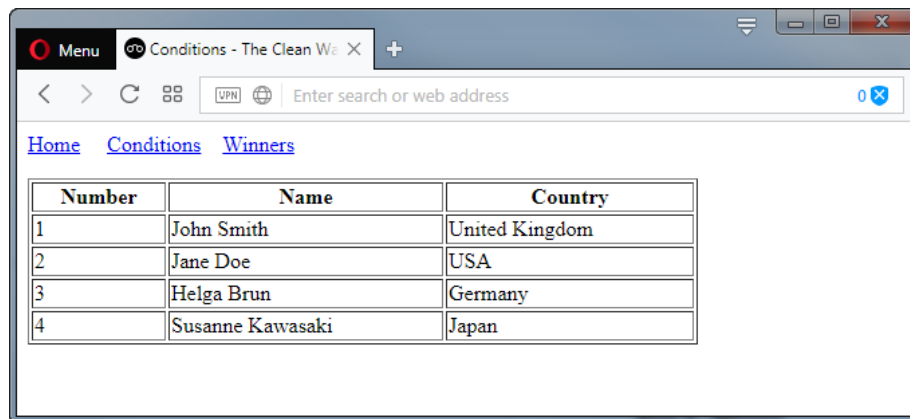 Menu Conditions - The Clean Wa
VPN Enter search or web address 0
Home Conditions Winners
Number Name Country
1 John Smith United Kingdom
2 Jane Doe USA
3 Helga Brun Germany
4 Susanne Kawasaki Japan